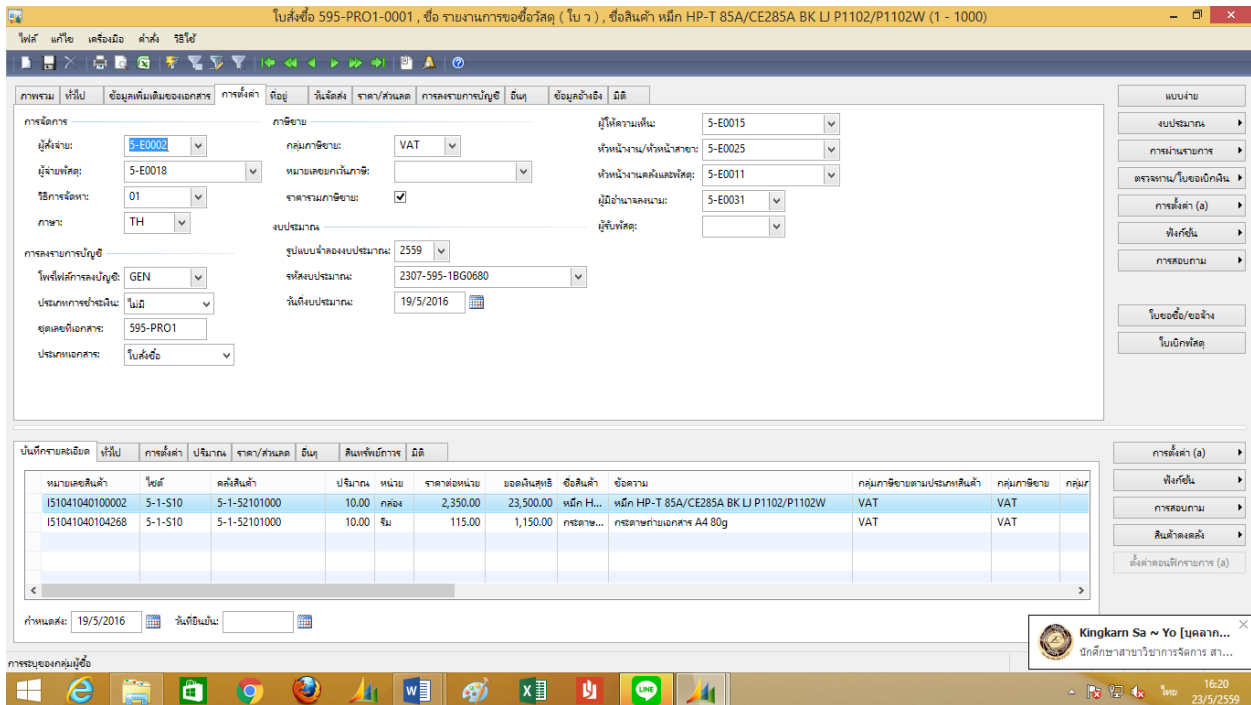 ใบสั่งซื้อ 595-PRO1-0001 , ชื่อ รายงานการขอซื้อวัสดุ ( ใบ ว ) , ชื่อสินค้า หมึก HP-T 85A/CE285A BK LJ P1102/P1102W (1 - 1000)
ไฟล์ แก้ไข เครื่องมือ คำสั่ง วิธีใช้
ภาพรวม ทั่วไป ข้อมูลเพิ่มเติมของเอกสาร การตั้งค่า ที่อยู่ วันจัดส่ง ราคา/ส่วนลด การลงรายการบัญชี อื่นๆ ข้อมูลอ้างอิง มิติ
การจัดการ
ผู้สั่งจ่าย: 5-E0002
ผู้จ่ายพัสดุ: 5-E0018
วิธีการจัดหา: 01
ภาษา: TH
การลงรายการบัญชี
โพรไฟล์การลงบัญชี: GEN
ประเภทการชำระเงิน: ไม่มี
ชุดเลขที่เอกสาร: 595-PRO1
ประเภทเอกสาร: ใบสั่งซื้อ
ภาษีขาย
กลุ่มภาษีขาย: VAT
หมายเลขยกเว้นภาษี:
ราคารวมภาษีขาย:
งบประมาณ
รูปแบบจำลองงบประมาณ: 2559
รหัสงบประมาณ: 2307-595-1BG0680
วันที่งบประมาณ: 19/5/2016
ผู้ให้ความเห็น: 5-E0015
หัวหน้างาน/หัวหน้าสาขา: 5-E0025
หัวหน้างานคลังและพัสดุ: 5-E0011
ผู้มีอำนาจลงนาม: 5-E0031
ผู้รับพัสดุ:
แบบง่าย
งบประมาณ
การผ่านรายการ
ตรวจทาน/ใบขอเบิกเงิน
การตั้งค่า (a)
ฟังก์ชั่น
การสอบถาม
ใบขอซื้อ/ขอจ้าง
ใบเบิกพัสดุ
บันทึกรายละเอียด ทั่วไป การตั้งค่า ปริมาณ ราคา/ส่วนลด อื่นๆ สินทรัพย์ถาวร มิติ
หมายเลขสินค้า ไซต์ คลังสินค้า ปริมาณ หน่วย ราคาต่อหน่วย ยอดเงินสุทธิ ชื่อสินค้า ข้อความ กลุ่มภาษีขายตามประเภทสินค้า กลุ่มภาษีขาย กลุ่มภ
I51041040100002 5-1-S10 5-1-52101000 10.00 กล่อง 2,350.00 23,500.00 หมึก H... หมึก HP-T 85A/CE285A BK LJ P1102/P1102W VAT VAT
I51041040104268 5-1-S10 5-1-52101000 10.00 รีม 115.00 1,150.00 กระดาษ... กระดาษถ่ายเอกสาร A4 80g VAT VAT
กำหนดส่ง: 19/5/2016 วันที่ยืนยัน:
การตั้งค่า (a)
ฟังก์ชั่น
การสอบถาม
สินค้าคงคลัง
ตั้งค่าคอนฟิกรายการ (a)
Kingkarn Sa ~ Yo [บุคลาก...
นักศึกษาสาขาวิชาการจัดการ สา...
การระบุของกลุ่มผู้ซื้อ
LINE
ไทย
16:20
23/5/2559